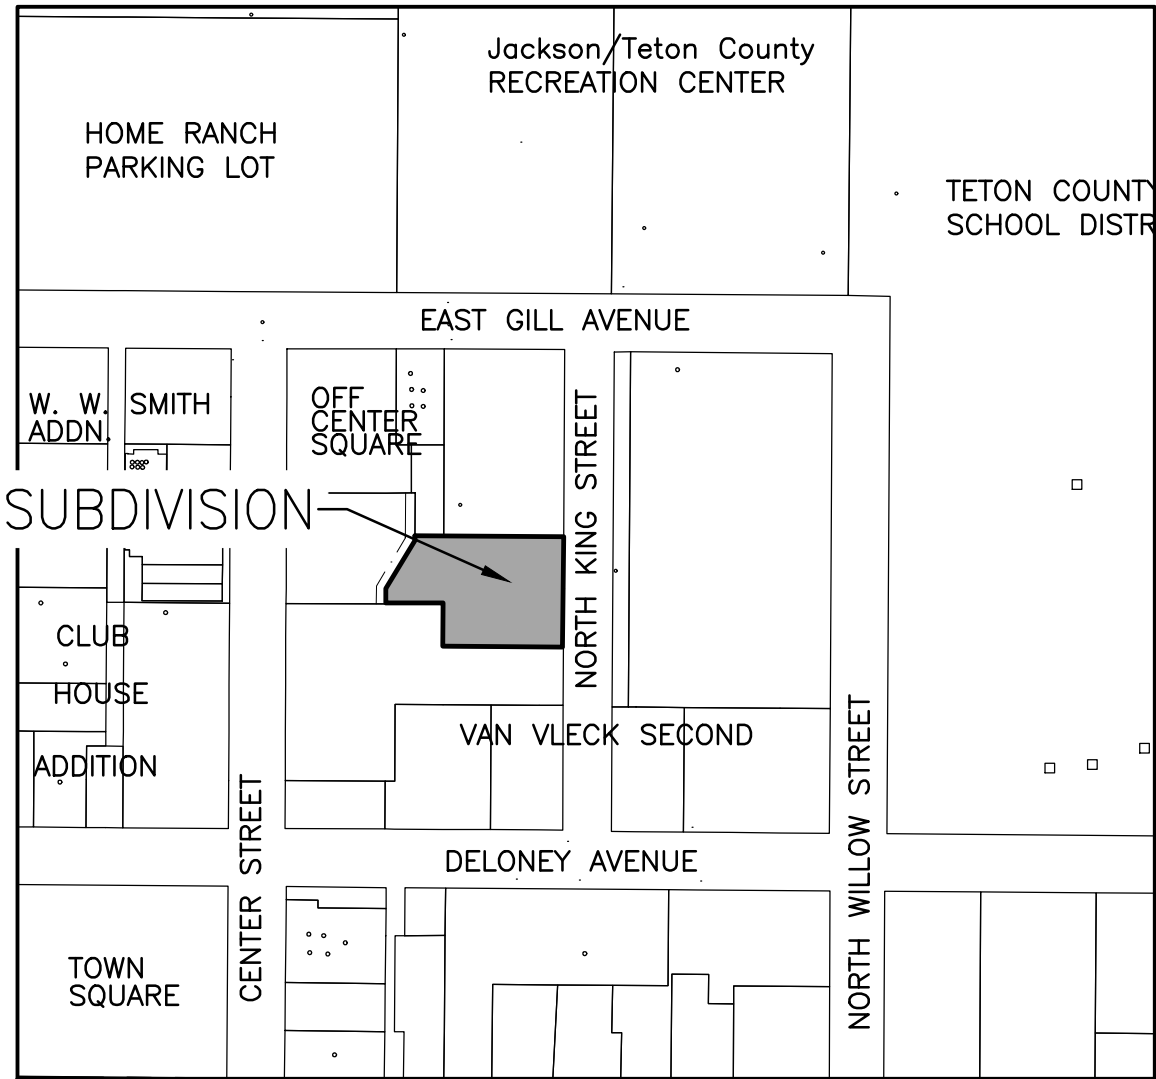 Jackson/Teton County
RECREATION CENTER
HOME RANCH
PARKING LOT
TETON COUNTY
SCHOOL DISTR
EAST GILL AVENUE
W. W. SMITH
ADDN.
OFF
CENTER
SQUARE
NORTH KING STREET
SUBDIVISION
CLUB
HOUSE
ADDITION
VAN VLECK SECOND
CENTER STREET
NORTH WILLOW STREET
DELONEY AVENUE
TOWN
SQUARE